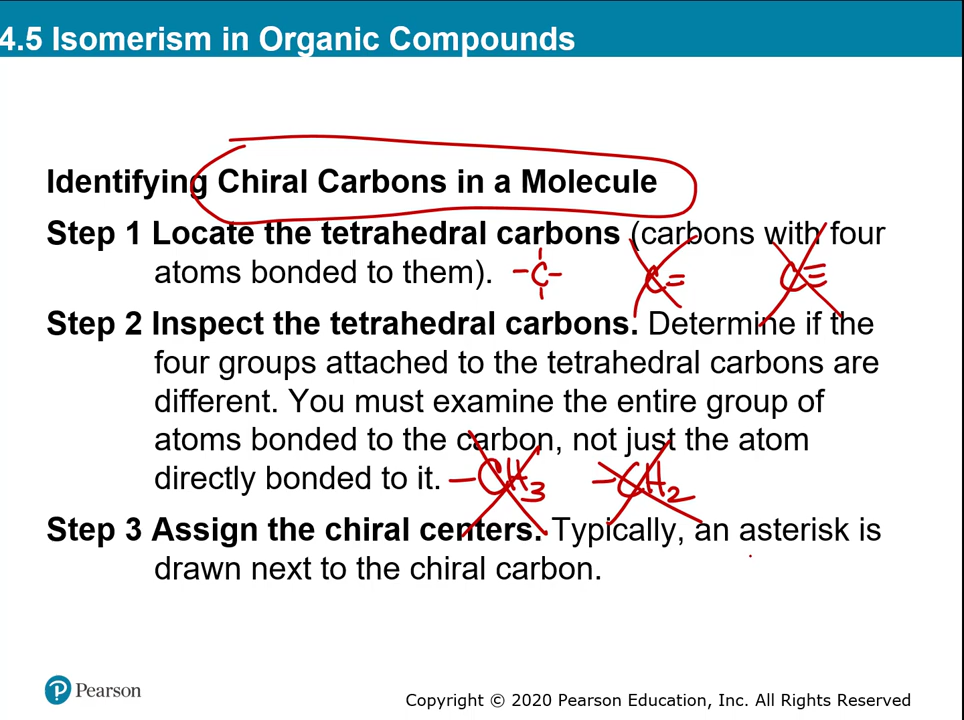 4.5 Isomerism in Organic Compounds
Identifying Chiral Carbons in a Molecule
Step 1 Locate the tetrahedral carbons (carbons with four
atoms bonded to them). -C- C= C≡
Step 2 Inspect the tetrahedral carbons. Determine if the
four groups attached to the tetrahedral carbons are
different. You must examine the entire group of
atoms bonded to the carbon, not just the atom
directly bonded to it. -CH3 -CH2
Step 3 Assign the chiral centers. Typically, an asterisk is
drawn next to the chiral carbon.
Pearson
Copyright © 2020 Pearson Education, Inc. All Rights Reserved